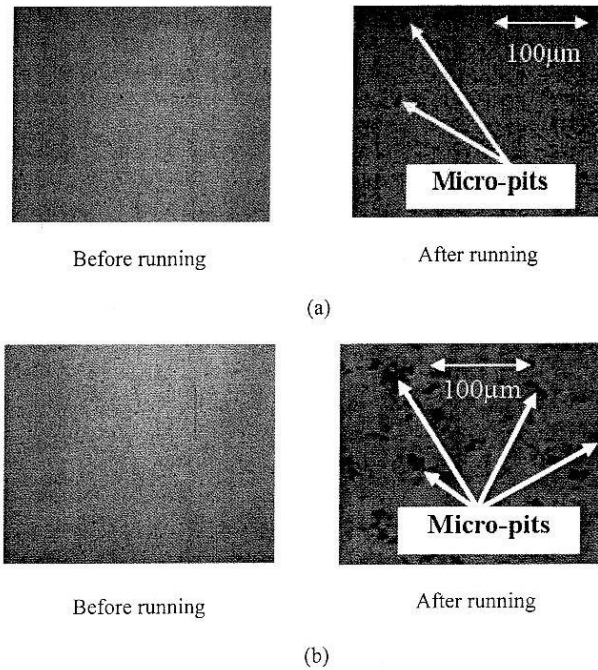 100μm
Micro-pits
Before running
After running
(a)
100μm
Micro-pits
Before running
After running
(b)